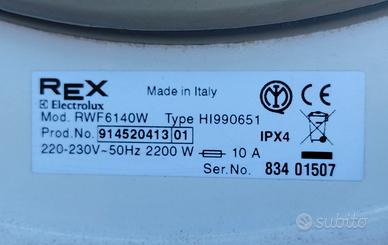 REX
Made in Italy
Electrolux
Mod. RWF6140W Type HI990651
Prod.No. 914520413 01
IPX4
220-230V~50Hz 2200 W 10 A
Ser.No. 834 01507
subito